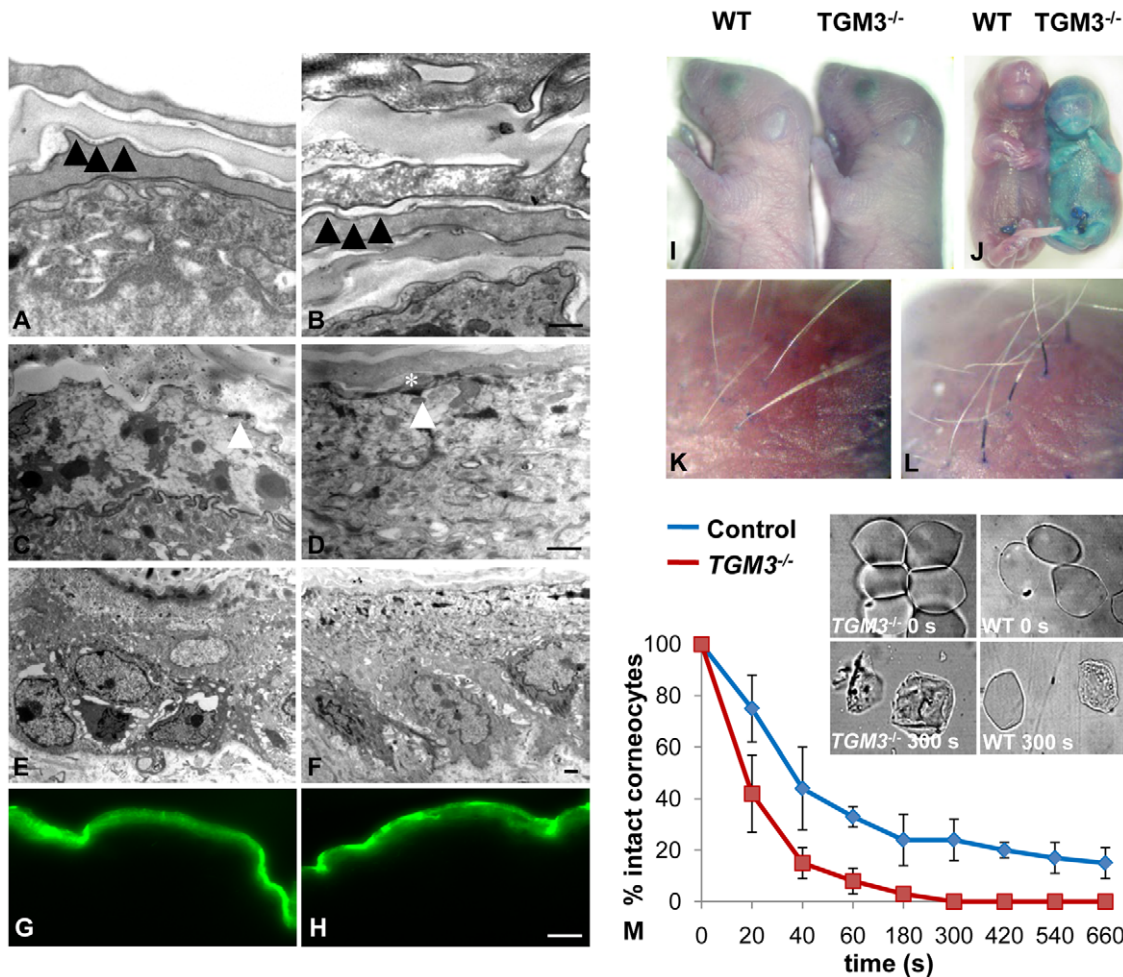 WT TGM3-/- WT TGM3-/-
A
B
I
J
C
D
K
L
E
F
G
H
Control
TGM3-/-
TGM3-/- 0 s
WT 0 s
TGM3-/- 300 s
WT 300 s
% intact corneocytes
100
80
60
40
20
0
M
0 20 40 60 180 300 420 540 660
time (s)